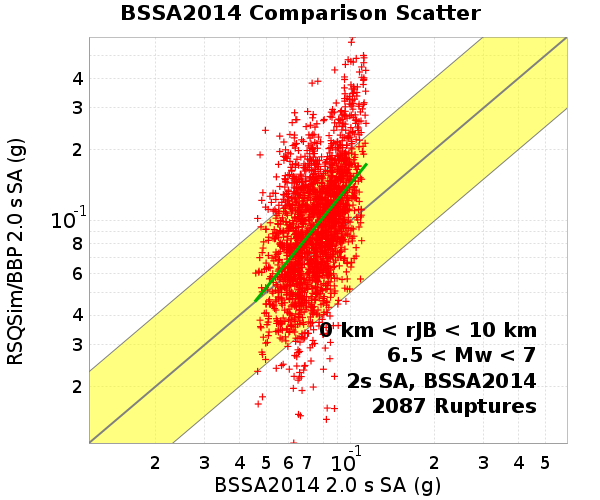 BSSA2014 Comparison Scatter
RSQSim/BBP 2.0 s SA (g)
4
3
2
10-1
8
6
4
3
2
0 km < rJB < 10 km
6.5 < Mw < 7
2s SA, BSSA2014
2087 Ruptures
2 3 4 5 6 7 10-1 2 3 4 5
BSSA2014 2.0 s SA (g)